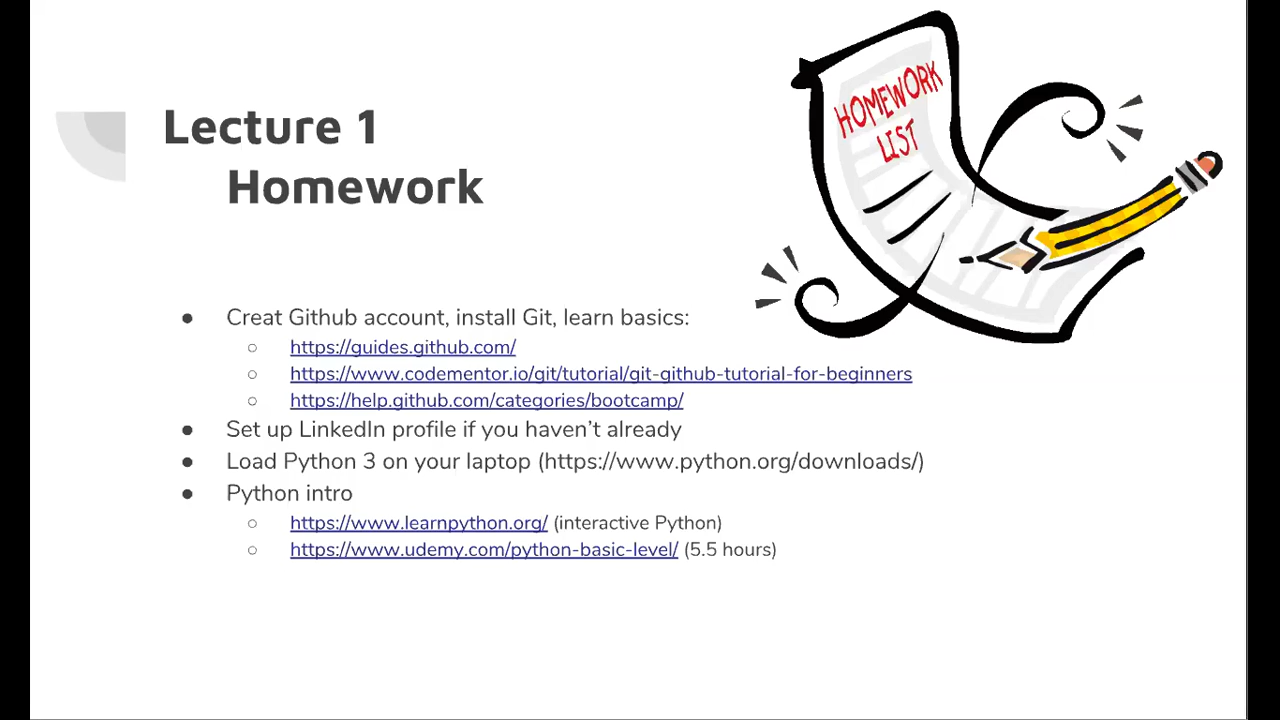 Lecture 1
Homework
HOMEWORK
LIST
● Creat Github account, install Git, learn basics:
○ https://guides.github.com/
○ https://www.codementor.io/git/tutorial/git-github-tutorial-for-beginners
○ https://help.github.com/categories/bootcamp/
● Set up LinkedIn profile if you haven’t already
● Load Python 3 on your laptop (https://www.python.org/downloads/)
● Python intro
○ https://www.learnpython.org/ (interactive Python)
○ https://www.udemy.com/python-basic-level/ (5.5 hours)